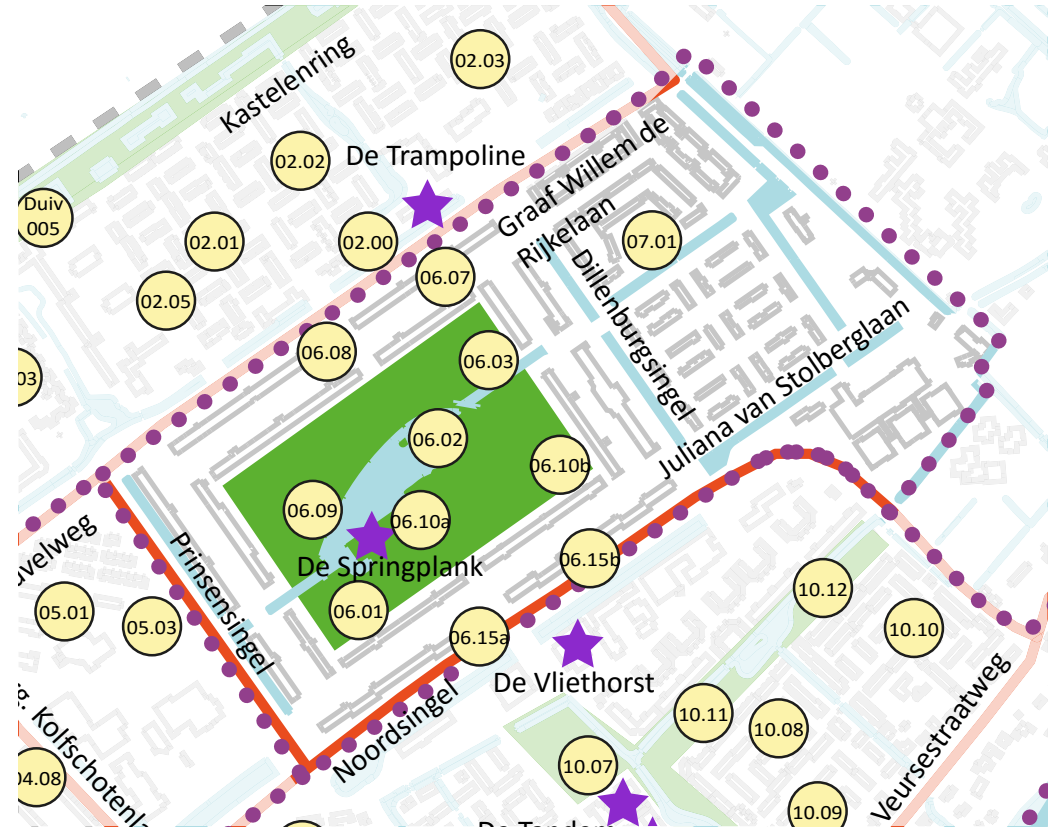 02.03
Kastelenring
02.02
De Trampoline
Graaf Willem de
Rijkelaan
Duiv
005
02.01
02.00
07.01
06.07
02.05
Dillenburgsingel
06.08
06.03
03
Juliana van Stolberglaan
06.02
06.10b
06.09
06.10a
velweg
Prinsensingel
De Springplank
06.15b
05.01
05.03
06.01
10.12
06.15a
10.10
De Vliethorst
Noordsingel
g. Kolfschotenla
10.11
10.08
Veursestraatweg
04.08
10.07
10.09
De Tandem